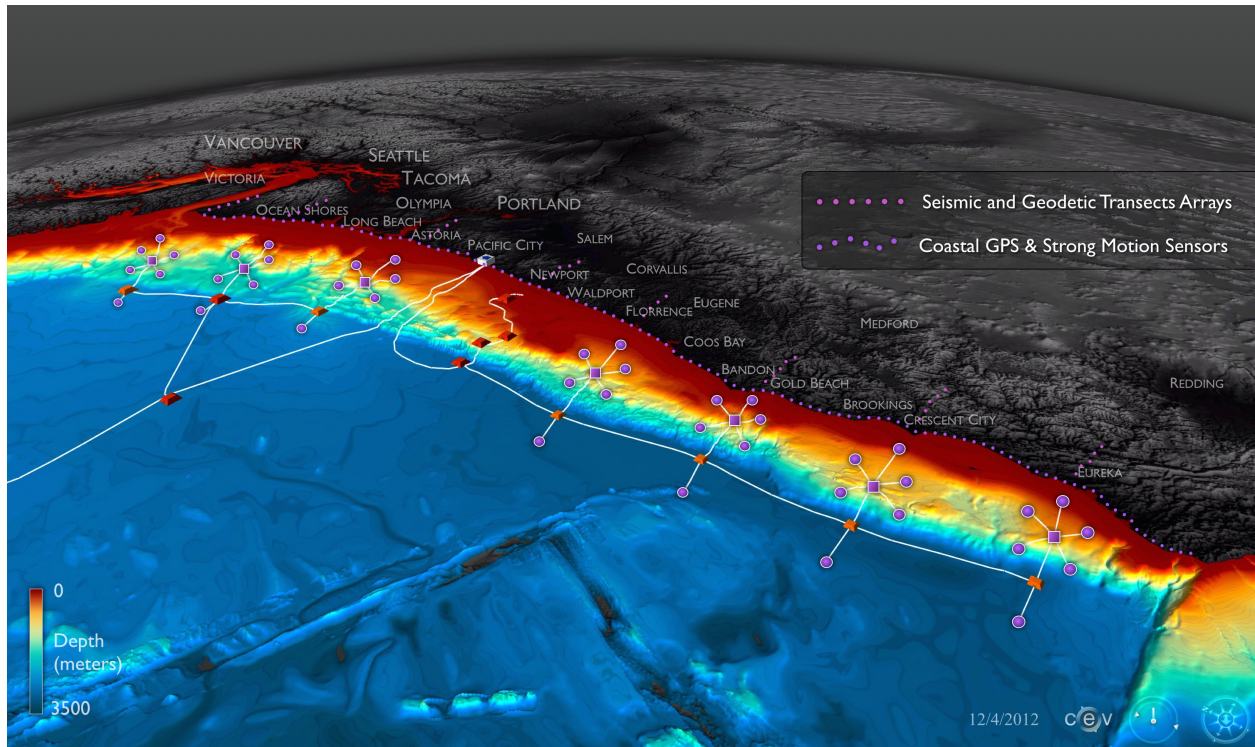 VANCOUVER
SEATTLE
VICTORIA
TACOMA
OCEAN SHORES
OLYMPIA
LONG BEACH
PORTLAND
ASTORIA
PACIFIC CITY
SALEM
NEWPORT
CORVALLIS
WALDPORT
FLORRENCE
EUGENE
COOS BAY
MEDFORD
BANDON
GOLD BEACH
REDDING
BROOKINGS
CRESCENT CITY
EUREKA
Seismic and Geodetic Transects Arrays
Coastal GPS & Strong Motion Sensors
0
Depth
(meters)
3500
12/4/2012
cev